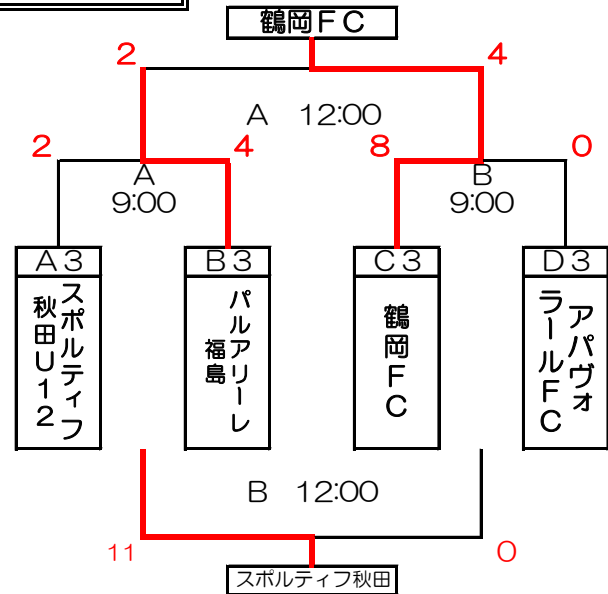 鶴岡FC
2
4
A 12:00
2
4
8
0
A
9:00
B
9:00
A3
B3
C3
D3
スポルティフ
秋田U12
パルアリーレ
福島
鶴岡FC
アパヴォ
ラールFC
B 12:00
11
0
スポルティフ秋田